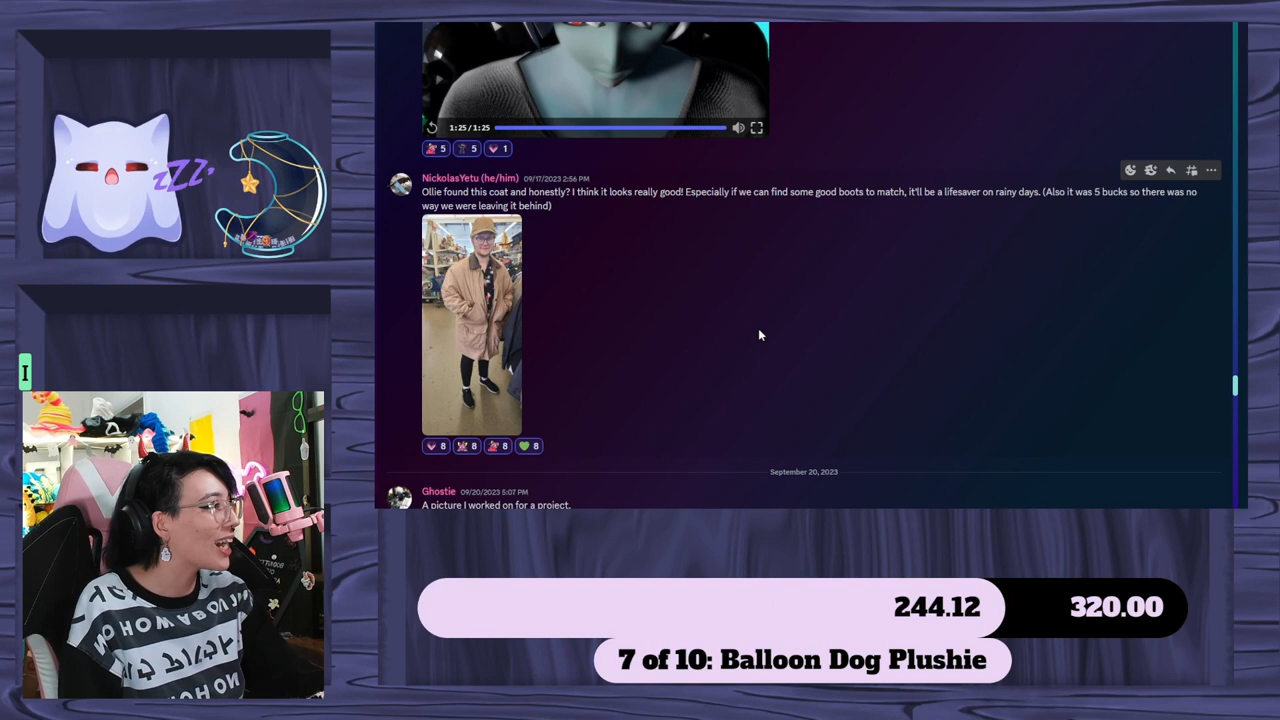 zZZ
1:25 / 1:25
5 5 1
NickolasYetu (he/him) 09/17/2023 2:56 PM
Ollie found this coat and honestly? I think it looks really good! Especially if we can find some good boots to match, it'll be a lifesaver on rainy days. (Also it was 5 bucks so there was no
way we were leaving it behind)
8 8 8 8
September 20, 2023
Ghostie 09/20/2023 5:07 PM
A picture I worked on for a project.
I
244.12 320.00
7 of 10: Balloon Dog Plushie